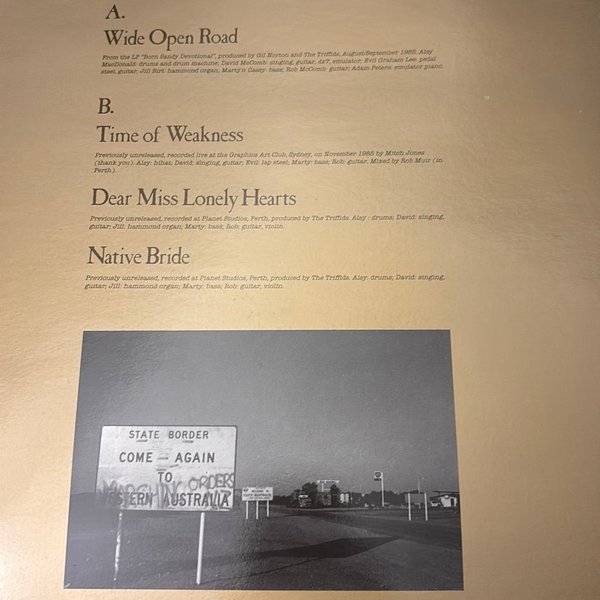 A.
Wide Open Road
From the LP "Born Sandy Devotional", produced by Gil Norton and The Triffids, August/September 1985. Alsy
MacDonald: drums and drum machine; David McComb: singing, guitar, dx7, emulator; Evil Graham Lee: pedal
steel, guitar; Jill Birt: hammond organ; Martyn Casey: bass; Rob McComb: guitar; Adam Peters: emulator piano.
B.
Time of Weakness
Previously unreleased, recorded live at the Graphics Art Club, Sydney, on November 1985 by Mitch Jones
(thank you). Alsy: hihat; David: singing, guitar; Evil: lap steel; Marty: bass; Rob: guitar. Mixed by Rob Muir (in
Perth).
Dear Miss Lonely Hearts
Previously unreleased, recorded at Planet Studios, Perth, produced by The Triffids. Alsy : drums; David: singing,
guitar; Jill: hammond organ; Marty: bass; Rob: guitar, violin.
Native Bride
Previously unreleased, recorded at Planet Studios, Perth, produced by The Triffids. Alsy: drums; David: singing,
guitar; Jill: hammond organ; Marty: bass; Rob: guitar, violin.
STATE BORDER
COME AGAIN
TO
MARCHING ORDERS
WESTERN AUSTRALIA